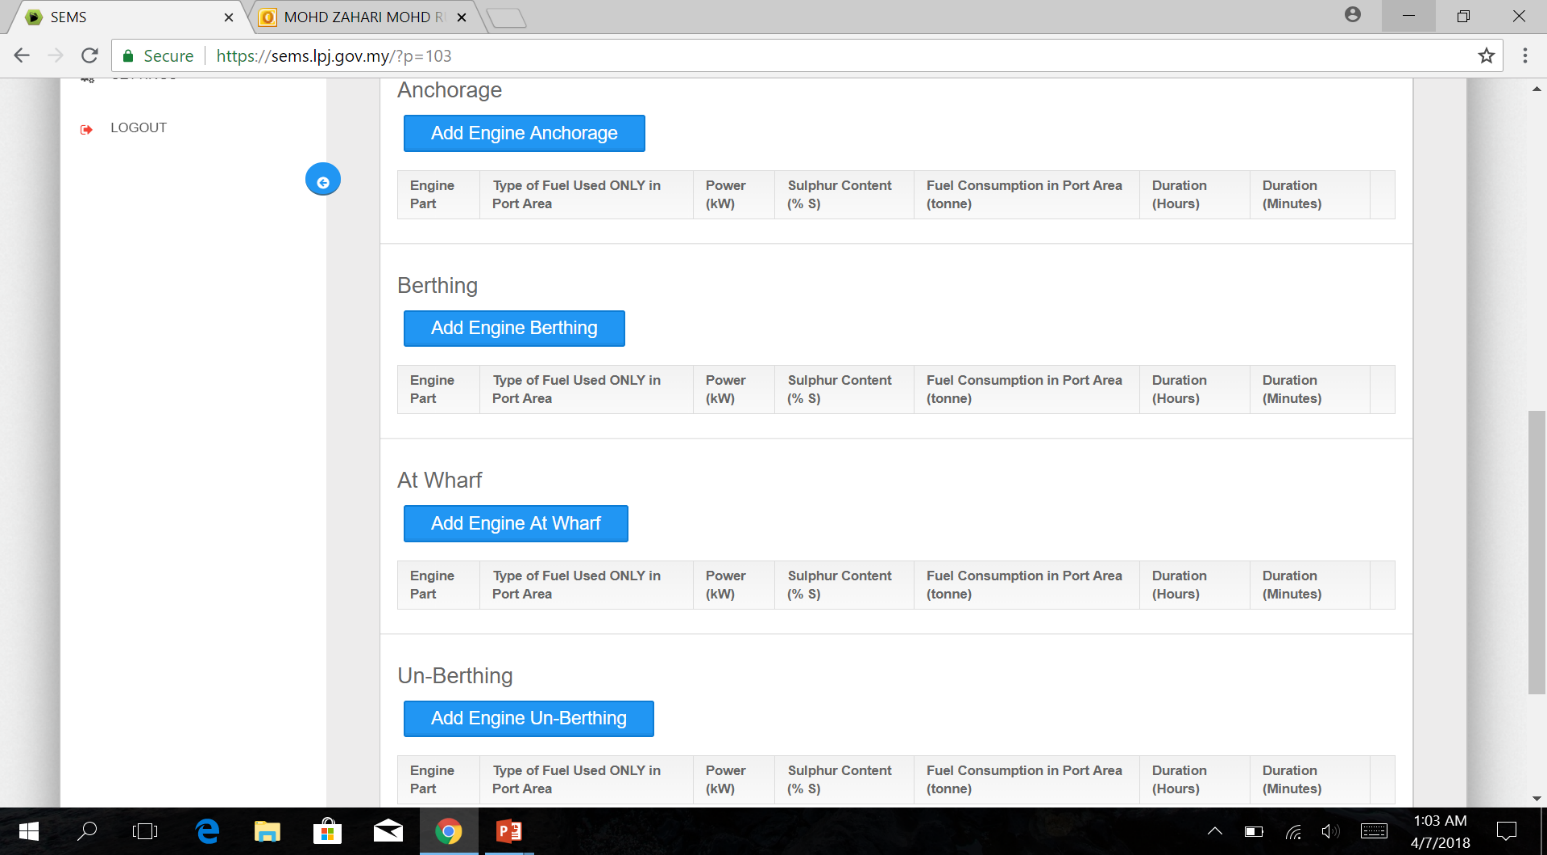 SEMS
MOHD ZAHARI MOHD R
Secure
https://sems.lpj.gov.my/?p=103
SETTINGS
LOGOUT
Anchorage
Add Engine Anchorage
Engine Part
Type of Fuel Used ONLY in Port Area
Power (kW)
Sulphur Content (% S)
Fuel Consumption in Port Area (tonne)
Duration (Hours)
Duration (Minutes)
Berthing
Add Engine Berthing
Engine Part
Type of Fuel Used ONLY in Port Area
Power (kW)
Sulphur Content (% S)
Fuel Consumption in Port Area (tonne)
Duration (Hours)
Duration (Minutes)
At Wharf
Add Engine At Wharf
Engine Part
Type of Fuel Used ONLY in Port Area
Power (kW)
Sulphur Content (% S)
Fuel Consumption in Port Area (tonne)
Duration (Hours)
Duration (Minutes)
Un-Berthing
Add Engine Un-Berthing
Engine Part
Type of Fuel Used ONLY in Port Area
Power (kW)
Sulphur Content (% S)
Fuel Consumption in Port Area (tonne)
Duration (Hours)
Duration (Minutes)
1:03 AM
4/7/2018